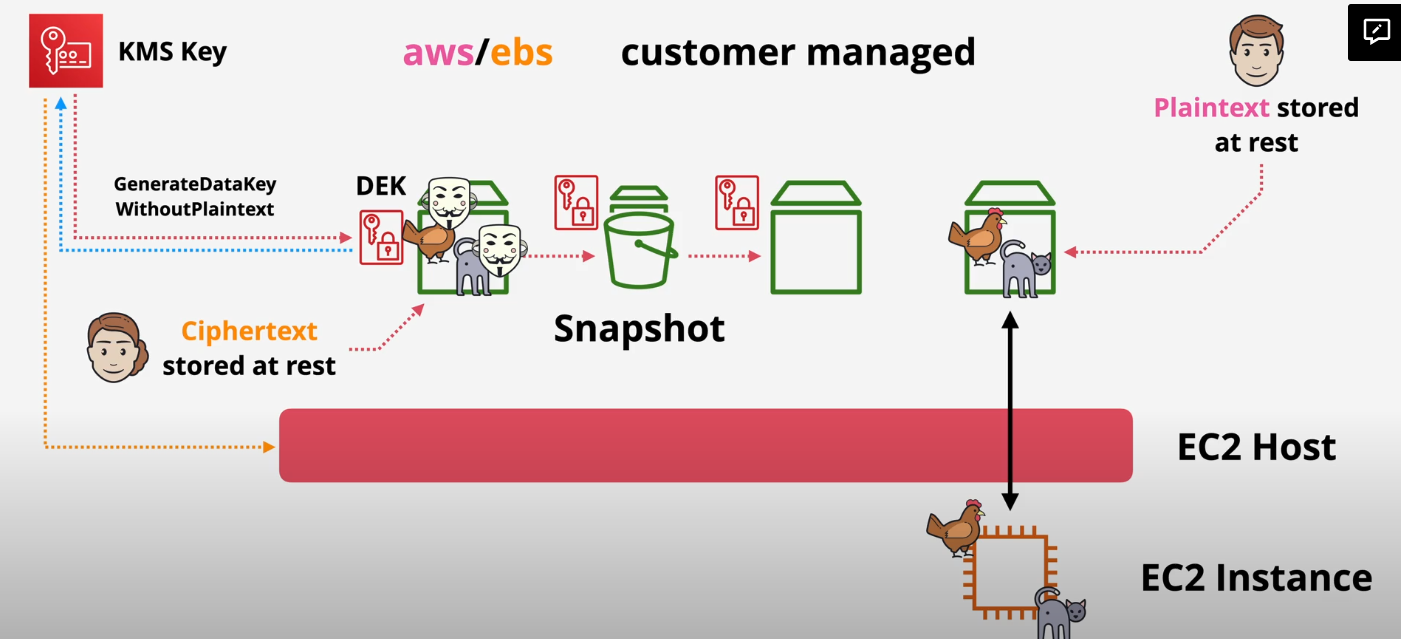 KMS Key
aws/ebs
customer managed
Plaintext stored
at rest
GenerateDataKey
WithoutPlaintext
DEK
Ciphertext
stored at rest
Snapshot
EC2 Host
EC2 Instance